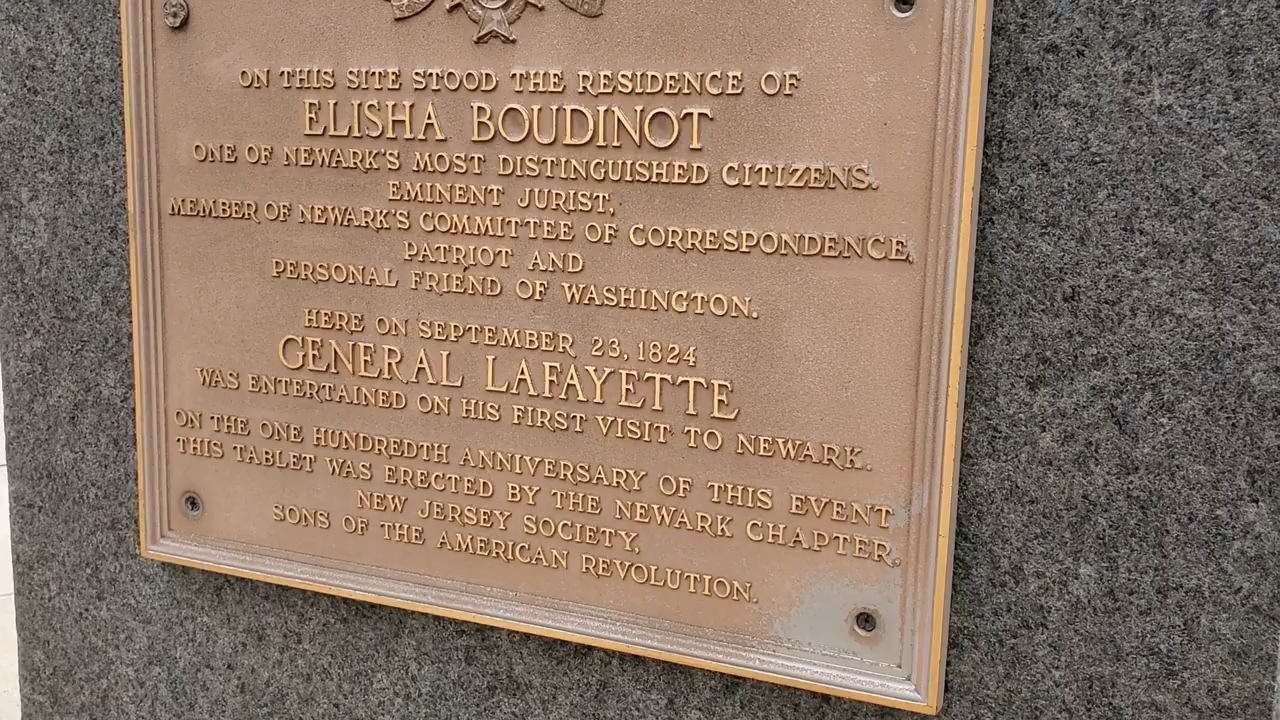 ON THIS SITE STOOD THE RESIDENCE OF
ELISHA BOUDINOT
ONE OF NEWARK'S MOST DISTINGUISHED CITIZENS.
EMINENT JURIST,
MEMBER OF NEWARK'S COMMITTEE OF CORRESPONDENCE,
PATRIOT AND
PERSONAL FRIEND OF WASHINGTON.
HERE ON SEPTEMBER 23, 1824
GENERAL LAFAYETTE
WAS ENTERTAINED ON HIS FIRST VISIT TO NEWARK.
ON THE ONE HUNDREDTH ANNIVERSARY OF THIS EVENT
THIS TABLET WAS ERECTED BY THE NEWARK CHAPTER,
NEW JERSEY SOCIETY,
SONS OF THE AMERICAN REVOLUTION.